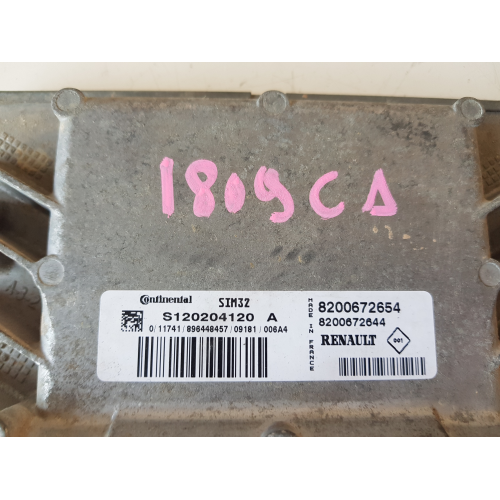 1809CA
Continental SIM32
S120204120 A
0/11741/896448457/09181/006A4
MADE IN FRANCE
8200672654
8200672644
RENAULT 001